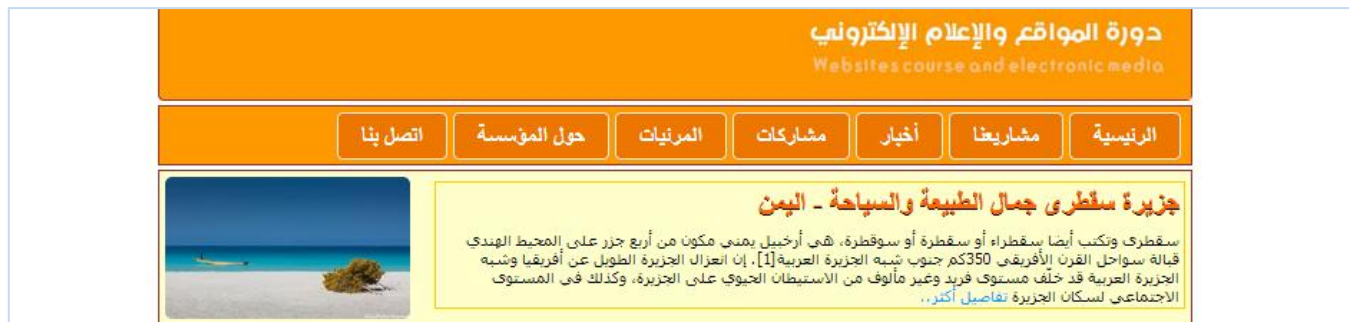 دورة المواقع والإعلام الإلكتروني
Websites course and electronic media
الرئيسية مشاريعنا أخبار مشاركات المرئيات حول المؤسسة اتصل بنا
جزيرة سقطرى جمال الطبيعة والسياحة - اليمن
سقطرى وتكتب أيضا سقطراء أو سقطرة أو سوقطرة، هي أرخبيل يمني مكون من أربع جزر على المحيط الهندي
قبالة سواحل القرن الأفريقي 350كم جنوب شبه الجزيرة العربية[1]. إن انعزال الجزيرة الطويل عن أفريقيا وشبه
الجزيرة العربية قد خلّف مستوى فريد وغير مألوف من الاستيطان الحيوي على الجزيرة، وكذلك في المستوى
الاجتماعي لسكان الجزيرة تفاصيل أكثر..